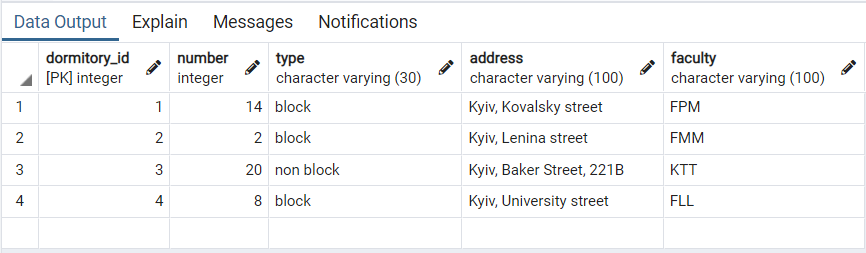 Data Output Explain Messages Notifications
dormitory_id number type address faculty
[PK] integer integer character varying (30) character varying (100) character varying (100)
1 1 14 block Kyiv, Kovalsky street FPM
2 2 2 block Kyiv, Lenina street FMM
3 3 20 non block Kyiv, Baker Street, 221B KTT
4 4 8 block Kyiv, University street FLL